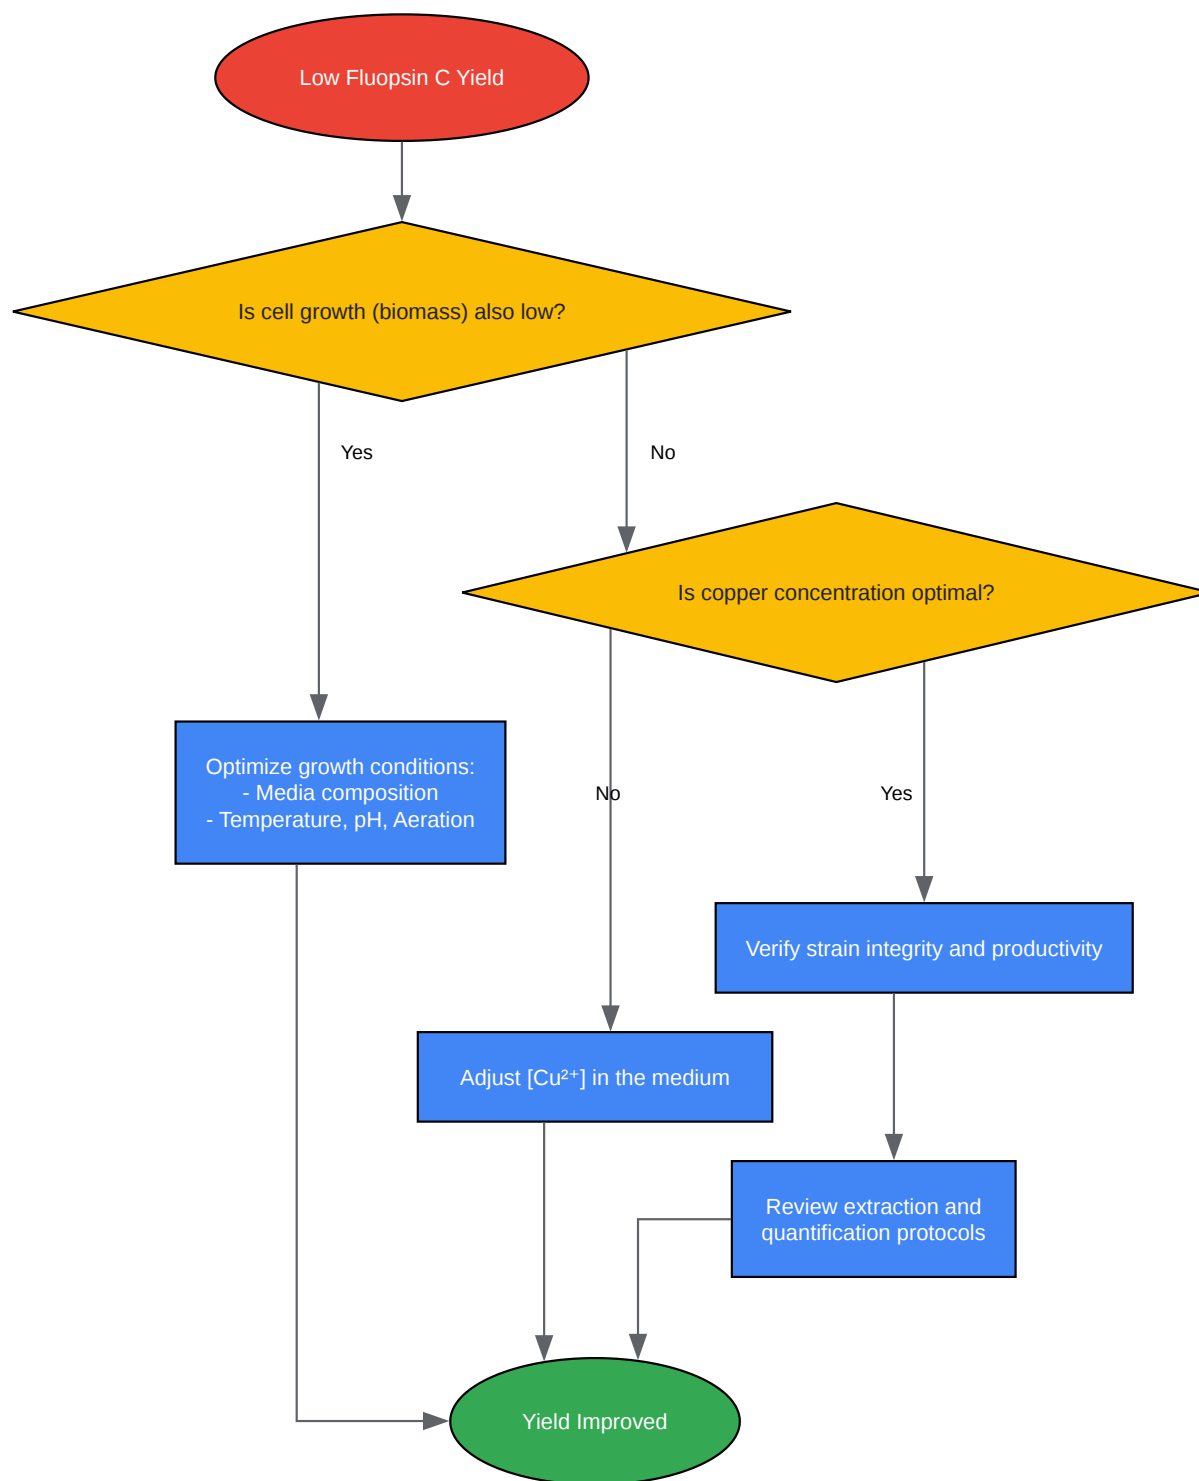 Low Fluopsin C Yield
Is cell growth (biomass) also low?
Yes
No
Is copper concentration optimal?
Optimize growth conditions:
- Media composition
- Temperature, pH, Aeration
No
Yes
Verify strain integrity and productivity
Adjust [Cu²⁺] in the medium
Review extraction and
quantification protocols
Yield Improved